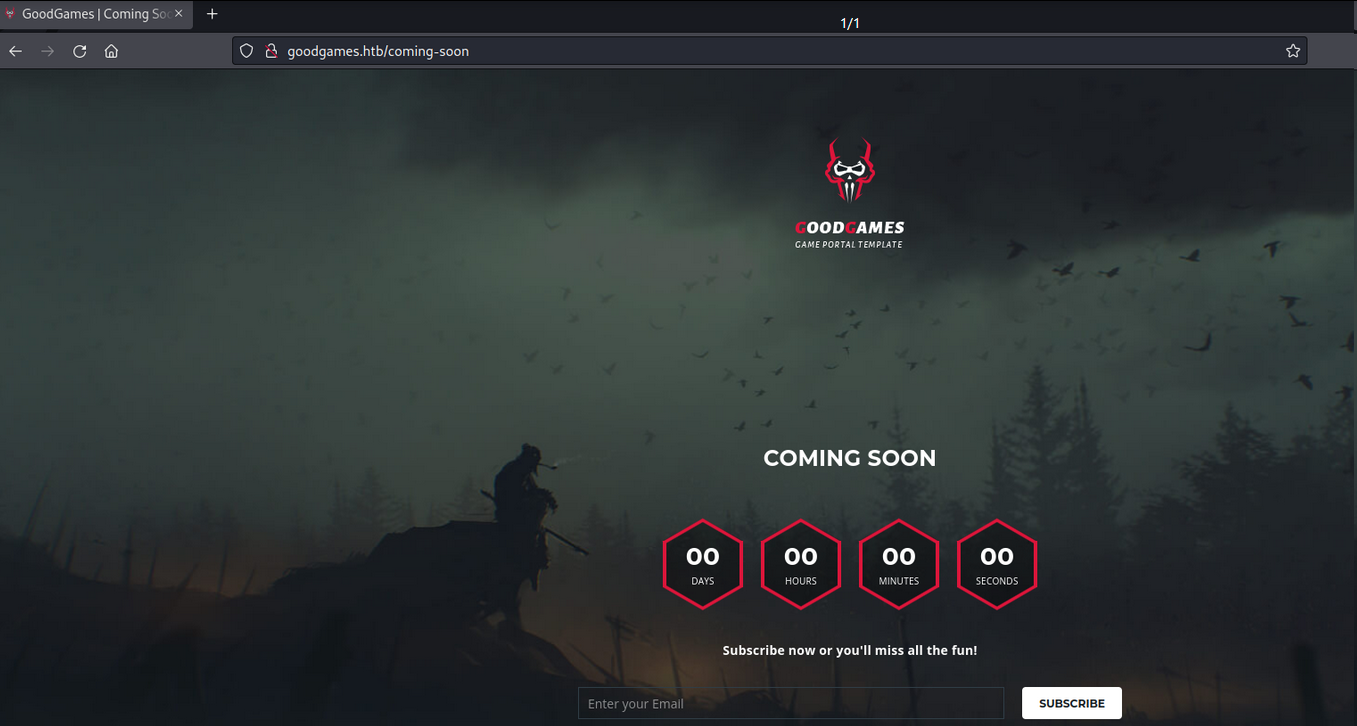 GoodGames | Coming Soo
1/1
goodgames.htb/coming-soon
GOODGAMES
GAME PORTAL TEMPLATE
COMING SOON
00 00 00 00
DAYS HOURS MINUTES SECONDS
Subscribe now or you'll miss all the fun!
Enter your Email SUBSCRIBE